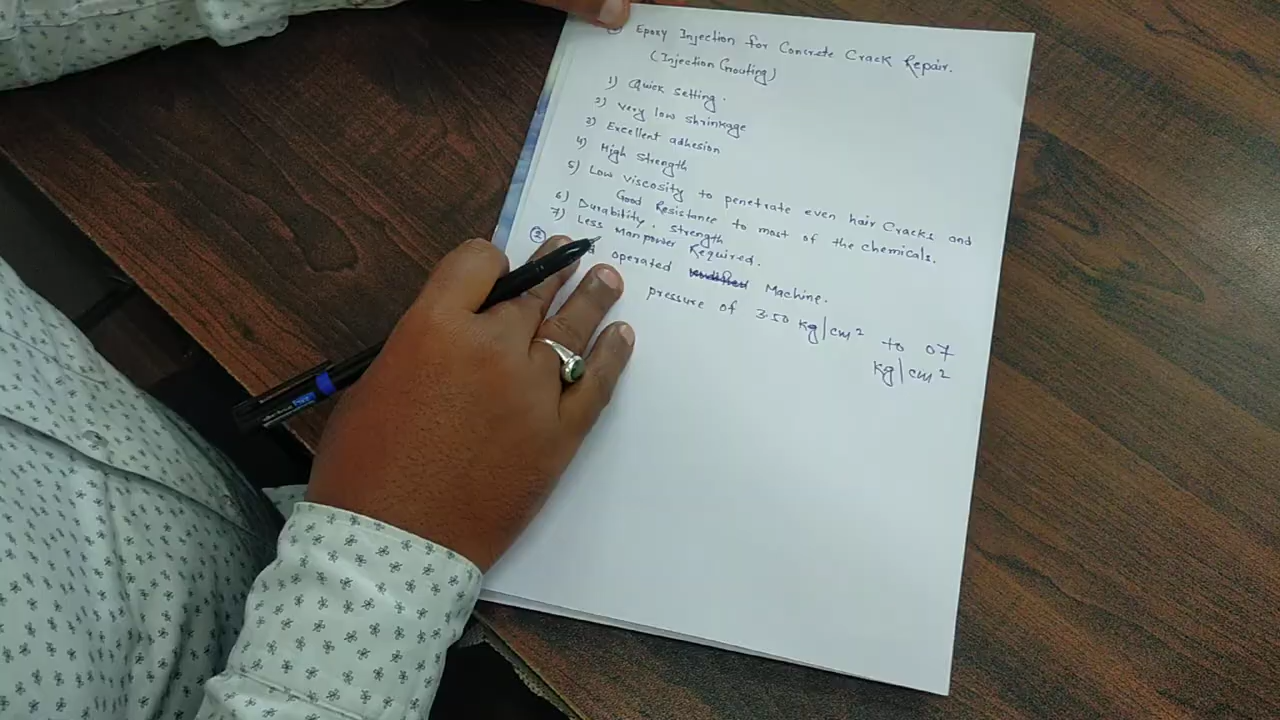 Epoxy Injection for Concrete Crack Repair.
(Injection Grouting)
1) Quick setting.
2) Very low shrinkage
3) Excellent adhesion
4) High strength
5) Low viscosity to penetrate even hair cracks and
Good Resistance to most of the chemicals.
6) Durability, strength
7) Less Manpower Required.
②
operated Machine.
pressure of 3.50 kg/cm² to 07
kg/cm²